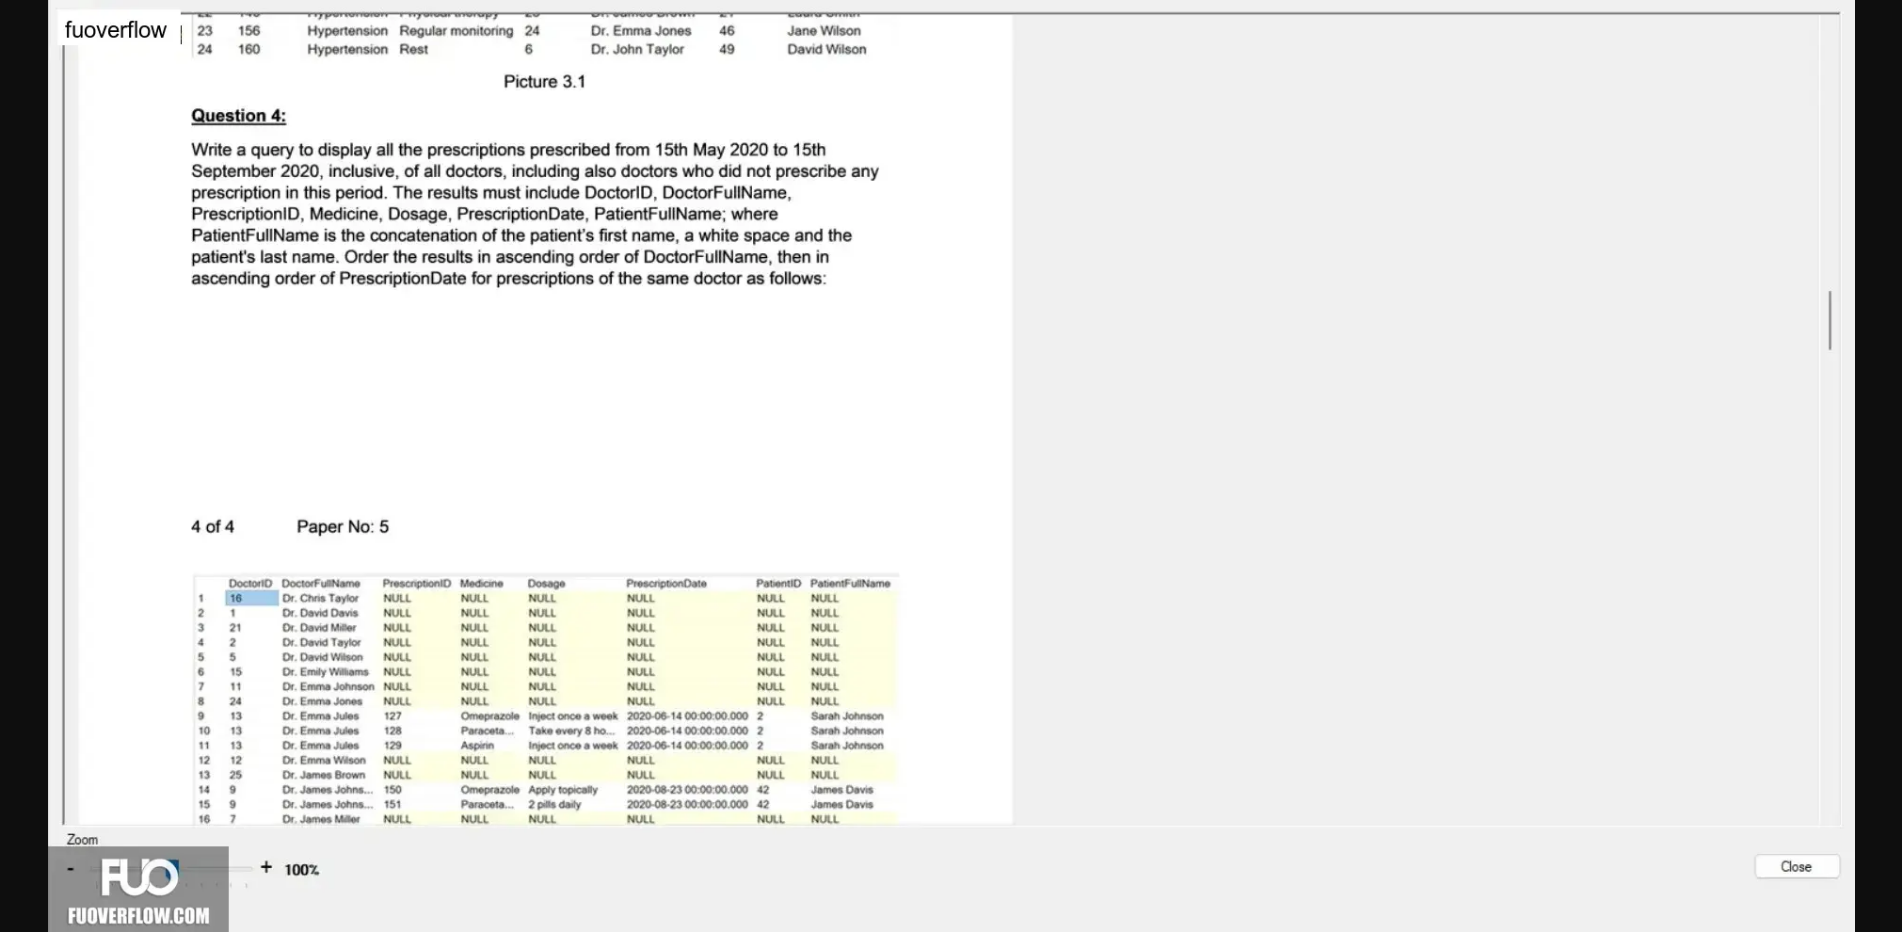 fuoverflow
23 156 Hypertension Regular monitoring 24 Dr. Emma Jones 46 Jane Wilson
24 160 Hypertension Rest 6 Dr. John Taylor 49 David Wilson
Picture 3.1
Question 4:
Write a query to display all the prescriptions prescribed from 15th May 2020 to 15th
September 2020, inclusive, of all doctors, including also doctors who did not prescribe any
prescription in this period. The results must include DoctorID, DoctorFullName,
PrescriptionID, Medicine, Dosage, PrescriptionDate, PatientFullName; where
PatientFullName is the concatenation of the patient's first name, a white space and the
patient's last name. Order the results in ascending order of DoctorFullName, then in
ascending order of PrescriptionDate for prescriptions of the same doctor as follows:
4 of 4 Paper No: 5
DoctorID DoctorFullName PrescriptionID Medicine Dosage PrescriptionDate PatientID PatientFullName
1 16 Dr. Chris Taylor NULL NULL NULL NULL NULL NULL
2 1 Dr. David Davis NULL NULL NULL NULL NULL NULL
3 21 Dr. David Miller NULL NULL NULL NULL NULL NULL
4 2 Dr. David Taylor NULL NULL NULL NULL NULL NULL
5 5 Dr. David Wilson NULL NULL NULL NULL NULL NULL
6 15 Dr. Emily Williams NULL NULL NULL NULL NULL NULL
7 11 Dr. Emma Johnson NULL NULL NULL NULL NULL NULL
8 24 Dr. Emma Jones NULL NULL NULL NULL NULL NULL
9 13 Dr. Emma Jules 127 Omeprazole Inject once a week 2020-06-14 00:00:00.000 2 Sarah Johnson
10 13 Dr. Emma Jules 128 Paraceta... Take every 8 ho... 2020-06-14 00:00:00.000 2 Sarah Johnson
11 13 Dr. Emma Jules 129 Aspirin Inject once a week 2020-06-14 00:00:00.000 2 Sarah Johnson
12 12 Dr. Emma Wilson NULL NULL NULL NULL NULL NULL
13 25 Dr. James Brown NULL NULL NULL NULL NULL NULL
14 9 Dr. James Johns... 150 Omeprazole Apply topically 2020-08-23 00:00:00.000 42 James Davis
15 9 Dr. James Johns... 151 Paraceta... 2 pills daily 2020-08-23 00:00:00.000 42 James Davis
16 7 Dr. James Miller NULL NULL NULL NULL NULL NULL
Zoom
- + 100%
Close
FUO
FUOVERFLOW.COM